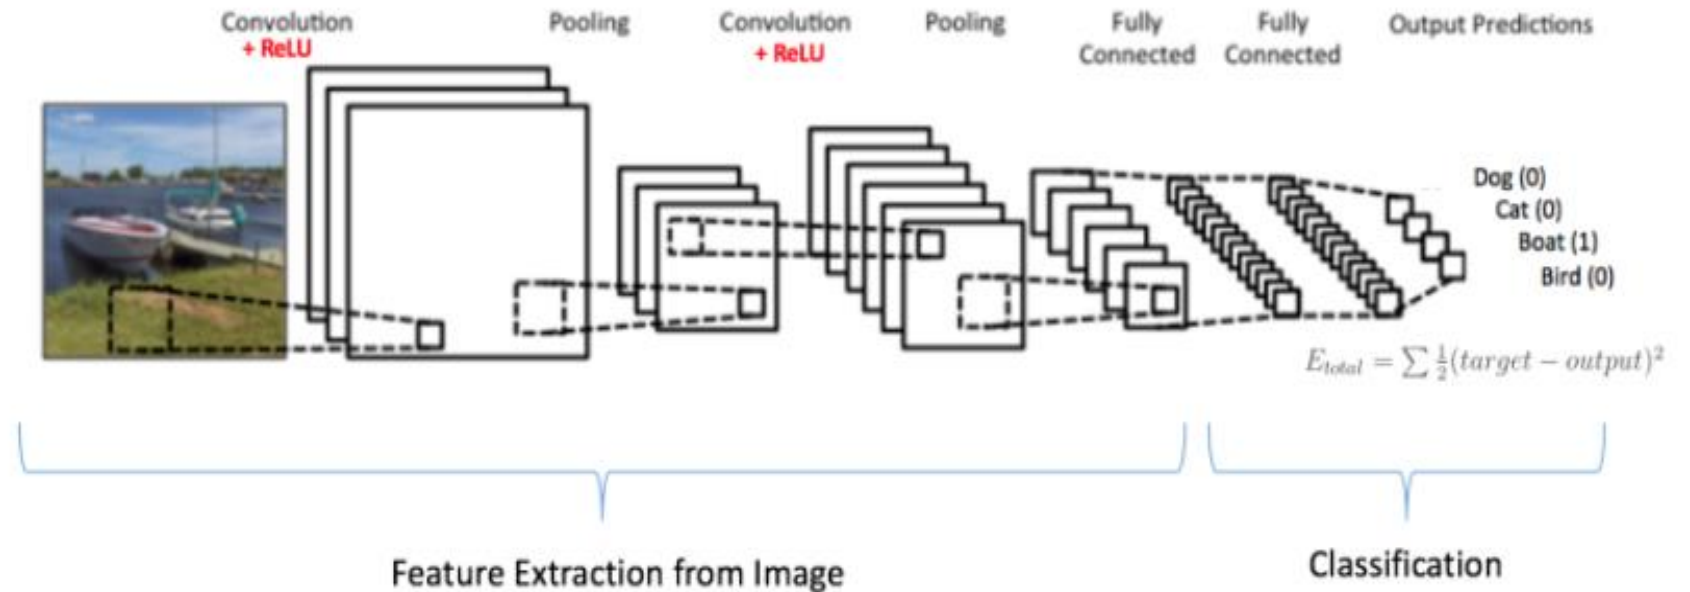 Convolution
+ ReLU
Pooling
Convolution
+ ReLU
Pooling
Fully
Connected
Fully
Connected
Output Predictions
Dog (0)
Cat (0)
Boat (1)
Bird (0)
E_total = ∑ ½(target − output)²
Feature Extraction from Image
Classification